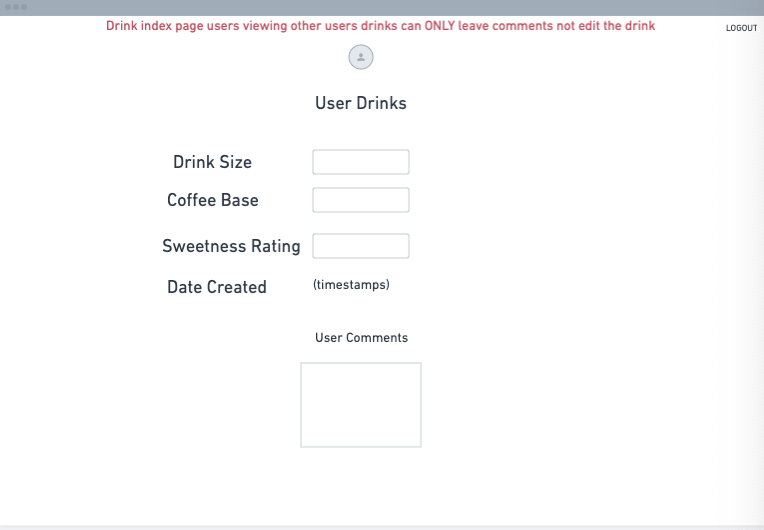 Drink index page users viewing other users drinks can ONLY leave comments not edit the drink
LOGOUT
User Drinks
Drink Size
Coffee Base
Sweetness Rating
Date Created
(timestamps)
User Comments